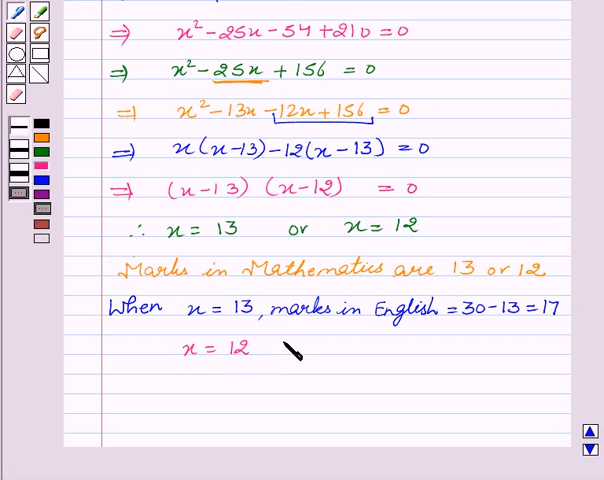 ⇒ x² - 25x - 54 + 210 = 0
⇒ x² - 25x + 156 = 0
⇒ x² - 13x - 12x + 156 = 0
⇒ x(x-13) - 12(x-13) = 0
⇒ (x-13) (x-12) = 0
∴ x = 13 or x = 12
Marks in Mathematics are 13 or 12
When x = 13, marks in English = 30-13 = 17
x = 12